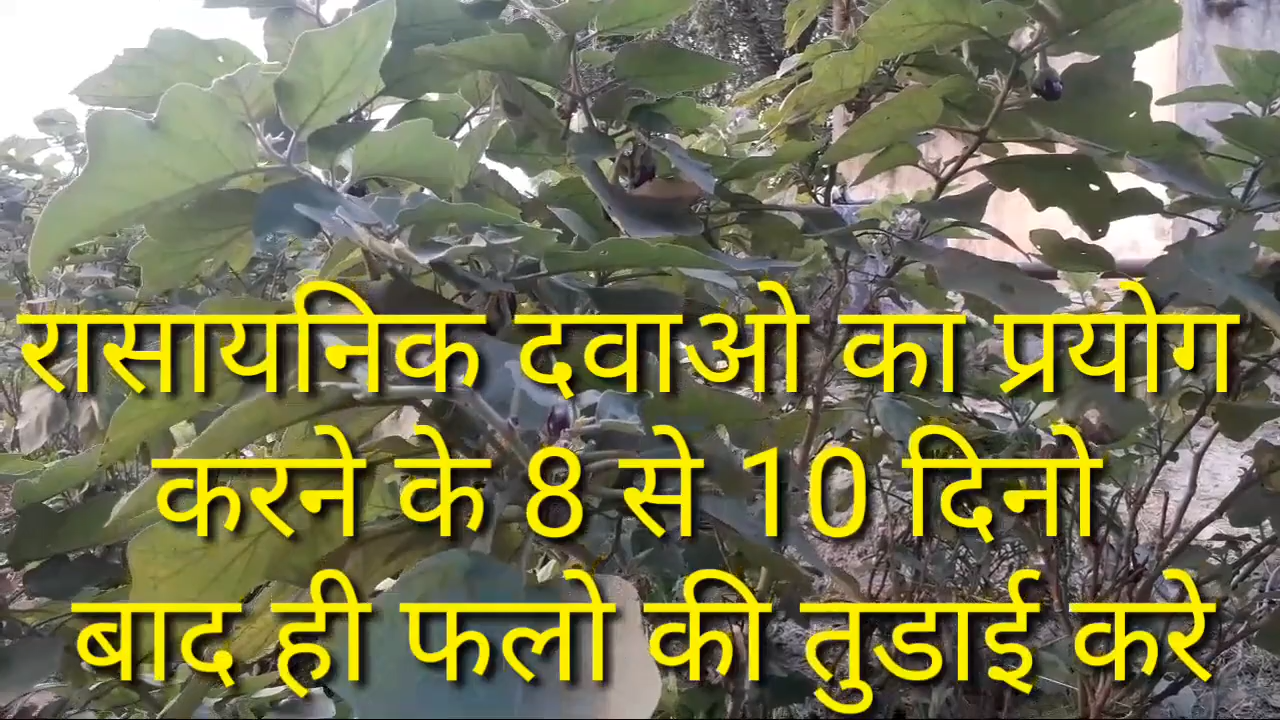 रासायनिक दवाओ का प्रयोग
करने के 8 से 10 दिनो
बाद ही फलो की तुडाई करे